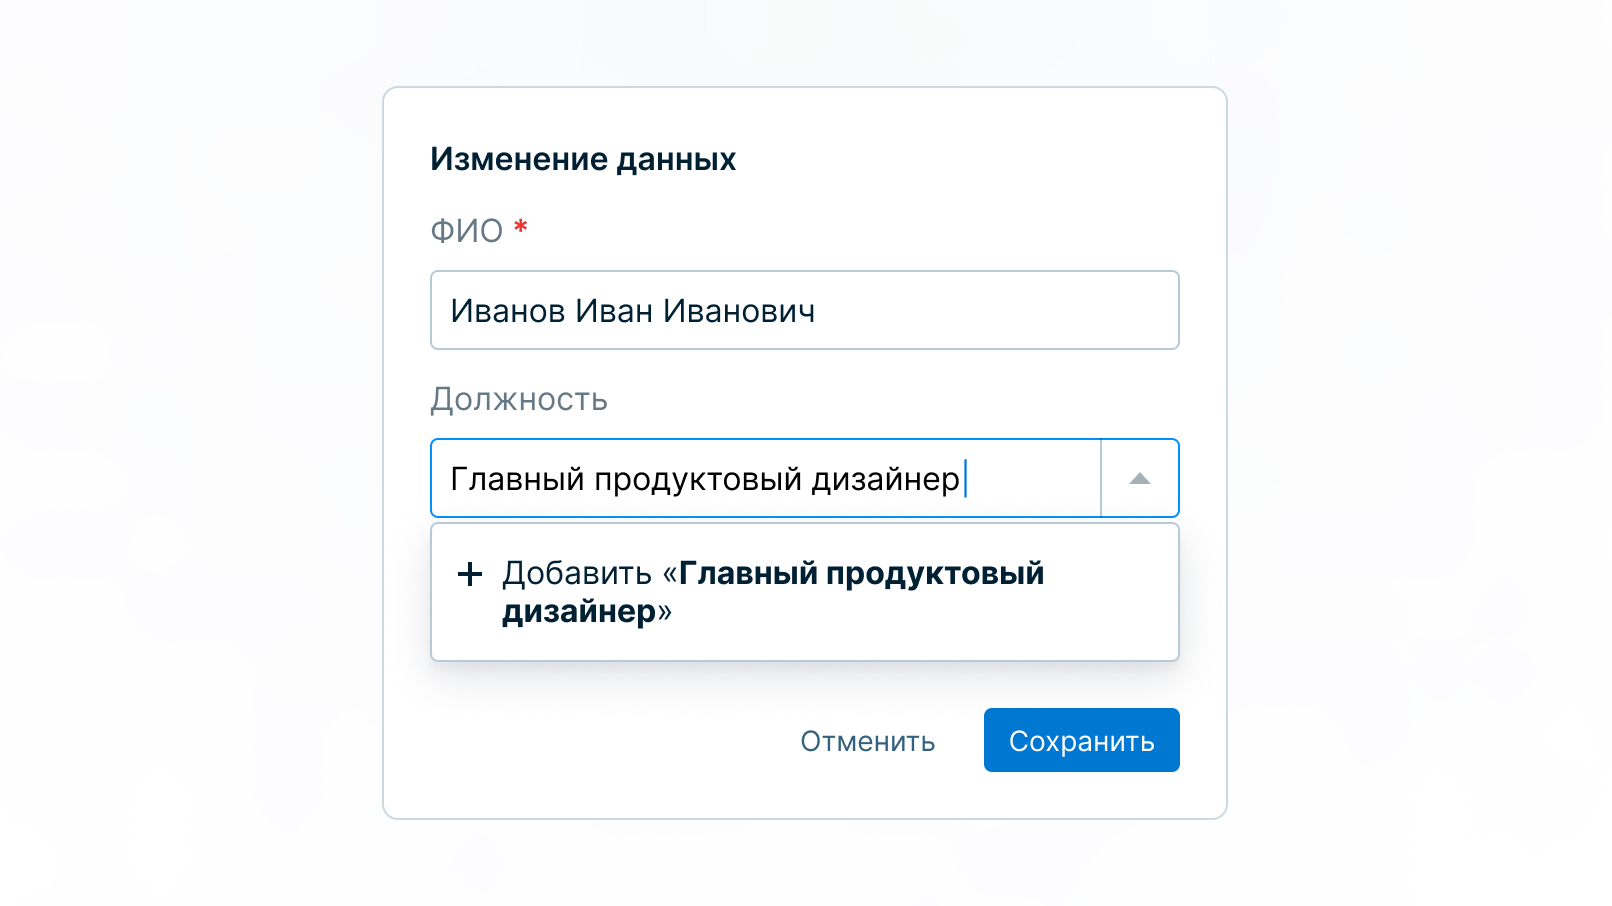 Изменение данных
ФИО *
Иванов Иван Иванович
Должность
Главный продуктовый дизайнер
+ Добавить «Главный продуктовый
дизайнер»
Отменить
Сохранить